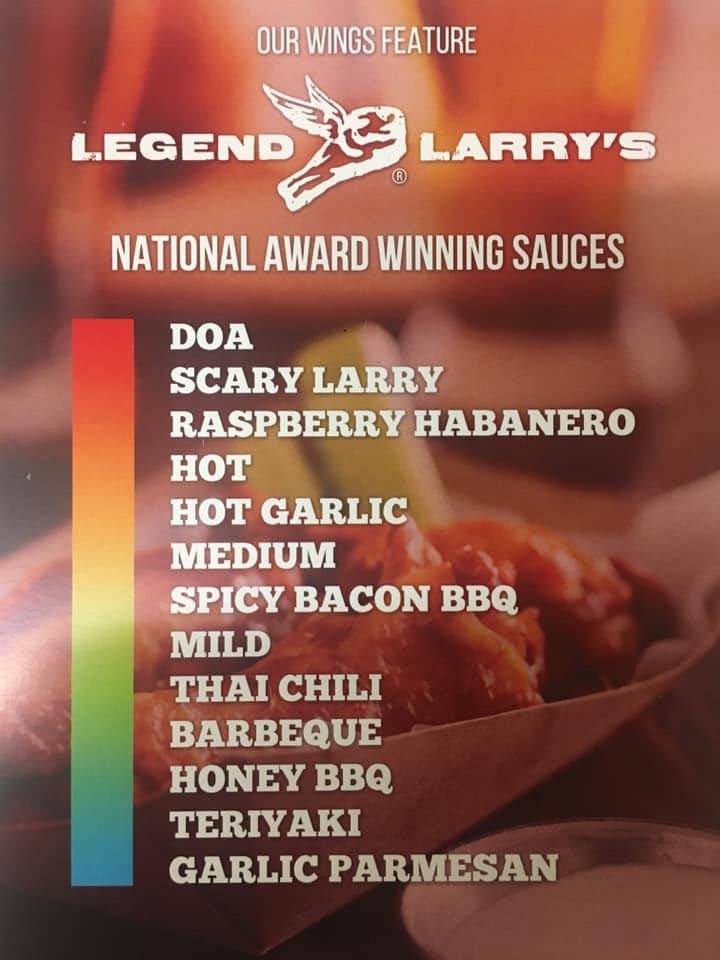 OUR WINGS FEATURE
LEGEND LARRY'S
®
NATIONAL AWARD WINNING SAUCES
DOA
SCARY LARRY
RASPBERRY HABANERO
HOT
HOT GARLIC
MEDIUM
SPICY BACON BBQ
MILD
THAI CHILI
BARBEQUE
HONEY BBQ
TERIYAKI
GARLIC PARMESAN